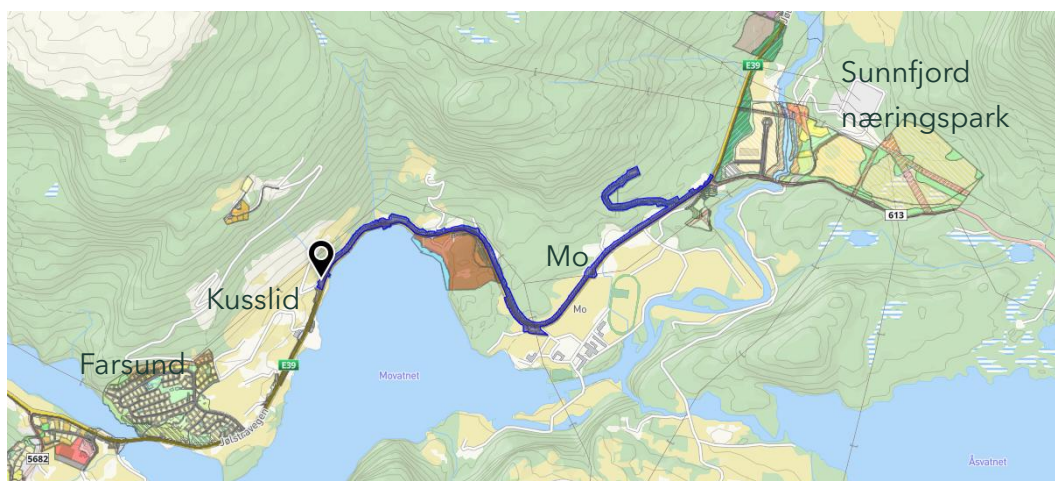 E39
Sunnfjord
næringspark
613
Mo
Mo
Kusslid
Farsund
E39
Movatnet
Jølstravegen
5682
Åsvatnet